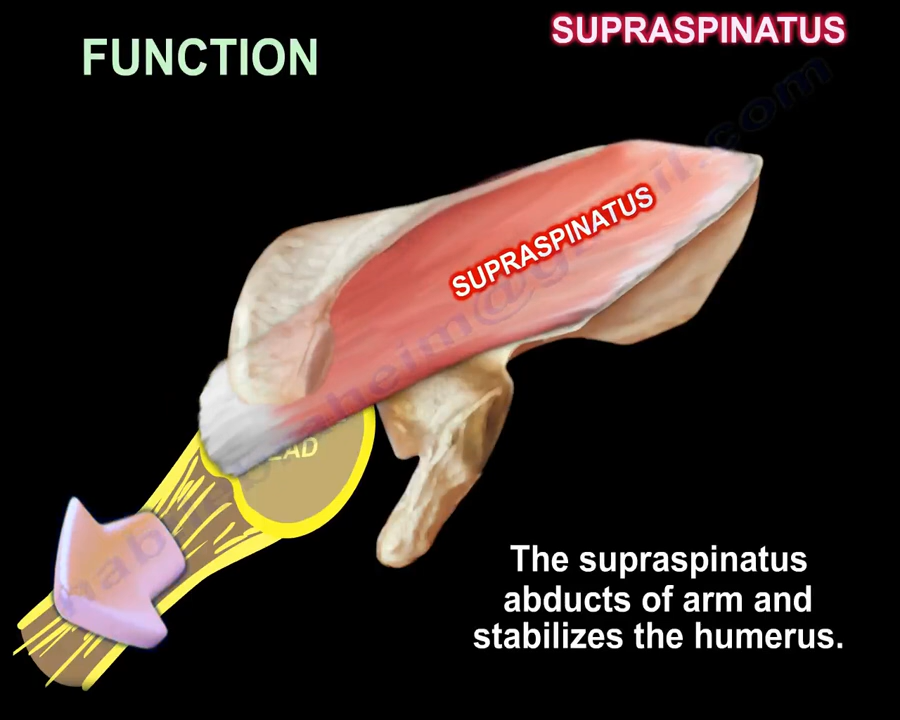 FUNCTION
SUPRASPINATUS
SUPRASPINATUS
The supraspinatus
abducts of arm and
stabilizes the humerus.